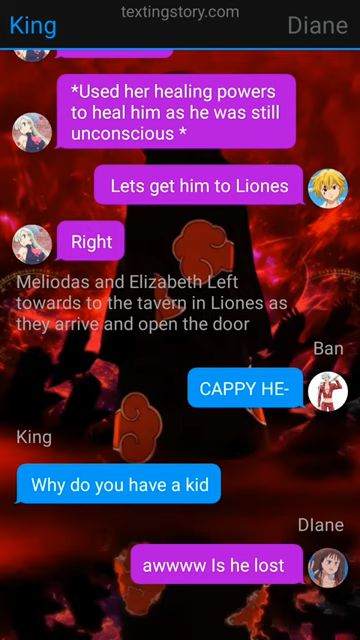 textingstory.com
King
Diane
*Used her healing powers
to heal him as he was still
unconscious *
Lets get him to Liones
Right
Meliodas and Elizabeth Left
towards to the tavern in Liones as
they arrive and open the door
Ban
CAPPY HE-
King
Why do you have a kid
DIane
awwww Is he lost